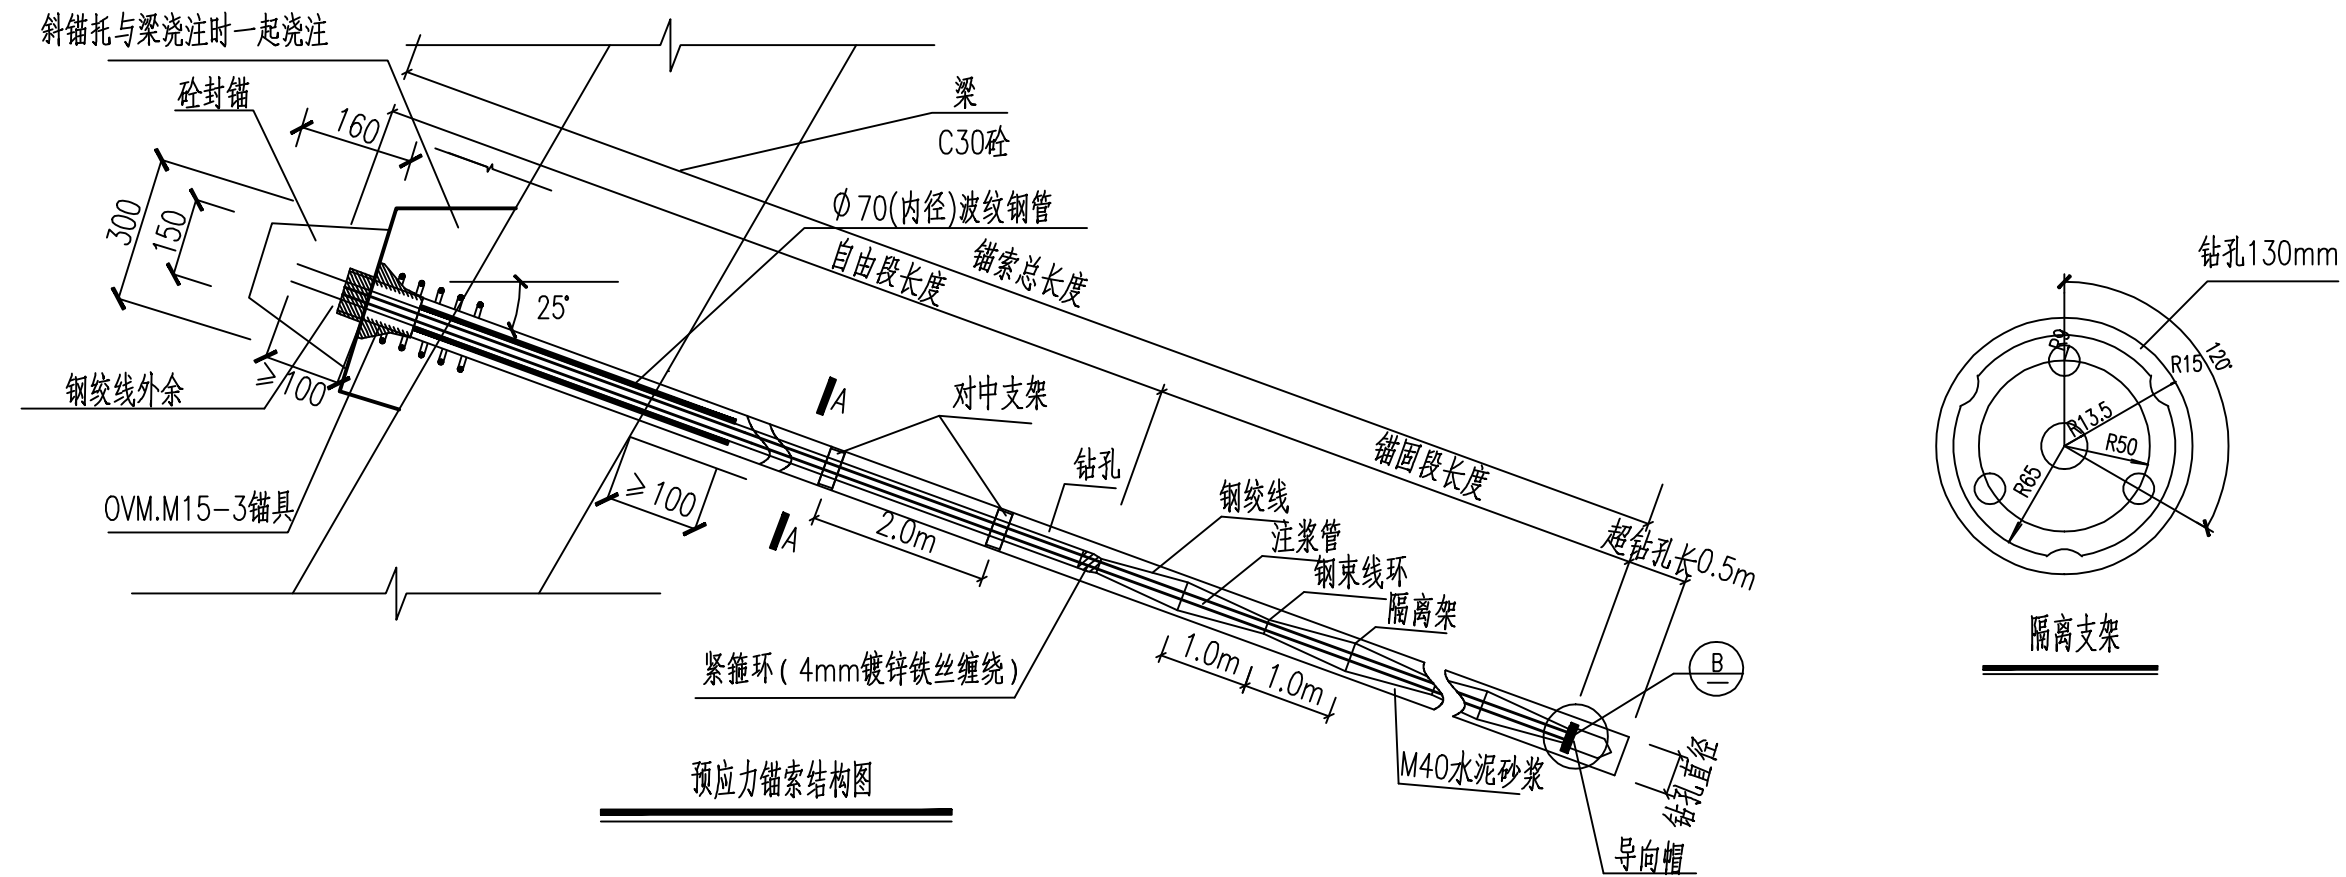 斜锚托与梁浇注时一起浇注
砼封锚
160
300
150
梁
C30砼
φ70(内径)波纹钢管
自由段长度
锚索总长度
25°
≥100
钢绞线外余
OVM.M15-3锚具
A
A
≥100
2.0m
对中支架
钻孔
锚固段长度
钢绞线
注浆管
钢束线环
隔离架
超钻孔长0.5m
1.0m
1.0m
紧箍环(4mm镀锌铁丝缠绕)
B
M40水泥砂浆
钻孔直径
导向帽
预应力锚索结构图
钻孔130mm
R9
R15
120°
R13.5
R50
R65
隔离支架